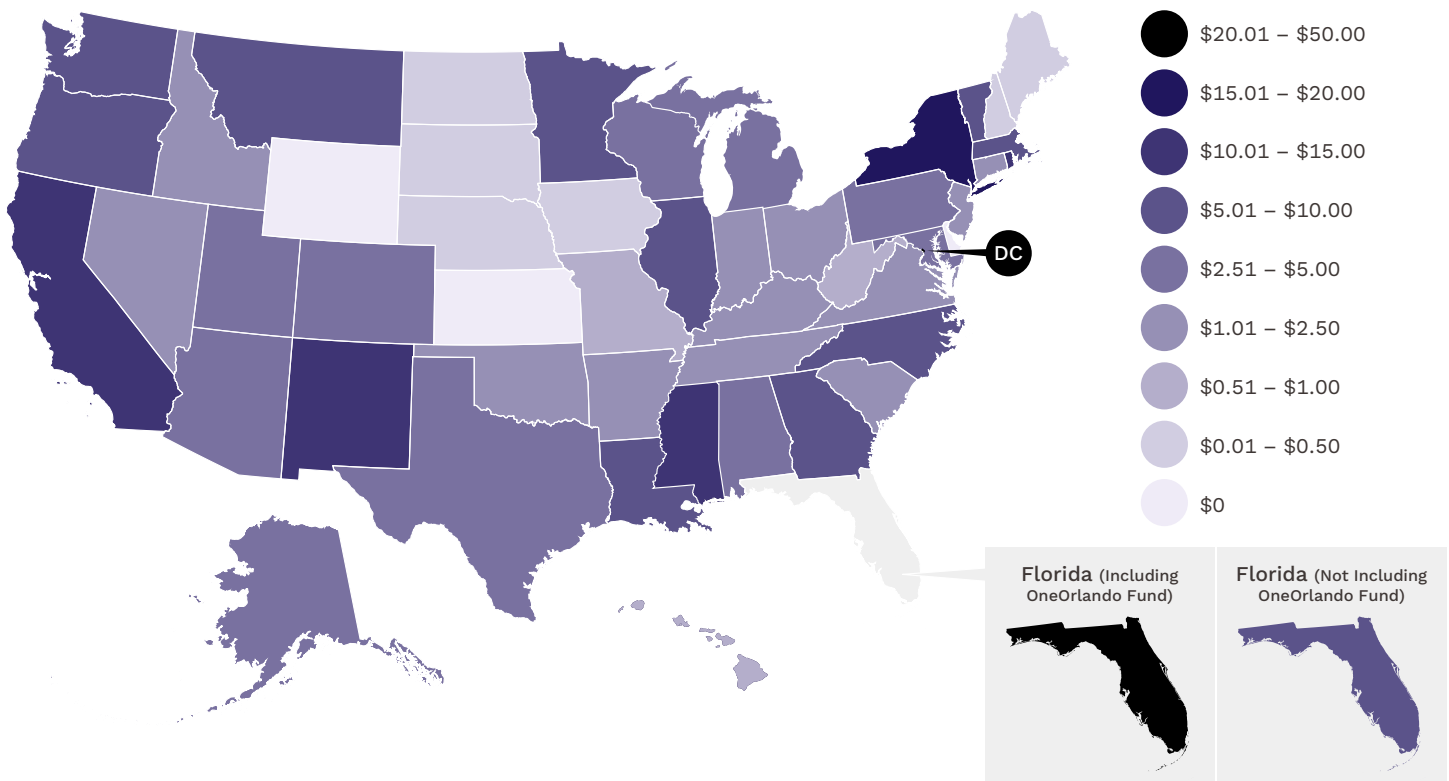 $20.01 – $50.00
$15.01 – $20.00
$10.01 – $15.00
$5.01 – $10.00
$2.51 – $5.00
$1.01 – $2.50
$0.51 – $1.00
$0.01 – $0.50
$0
DC
Florida (Including
OneOrlando Fund)
Florida (Not Including
OneOrlando Fund)